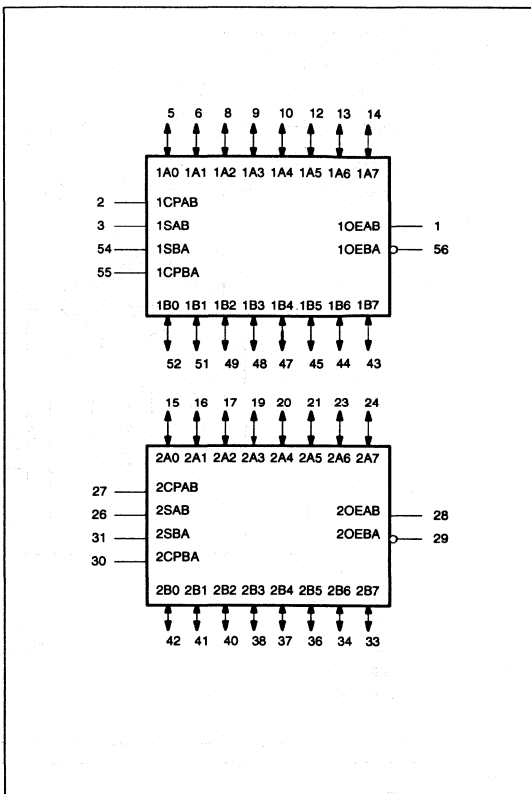 5 6 8 9 10 12 13 14
1A0 1A1 1A2 1A3 1A4 1A5 1A6 1A7
2 1CPAB
3 1SAB 1OEAB 1
54 1SBA 1OEBA 56
55 1CPBA
1B0 1B1 1B2 1B3 1B4 1B5 1B6 1B7
52 51 49 48 47 45 44 43
15 16 17 19 20 21 23 24
2A0 2A1 2A2 2A3 2A4 2A5 2A6 2A7
27 2CPAB
26 2SAB 2OEAB 28
31 2SBA 2OEBA 29
30 2CPBA
2B0 2B1 2B2 2B3 2B4 2B5 2B6 2B7
42 41 40 38 37 36 34 33